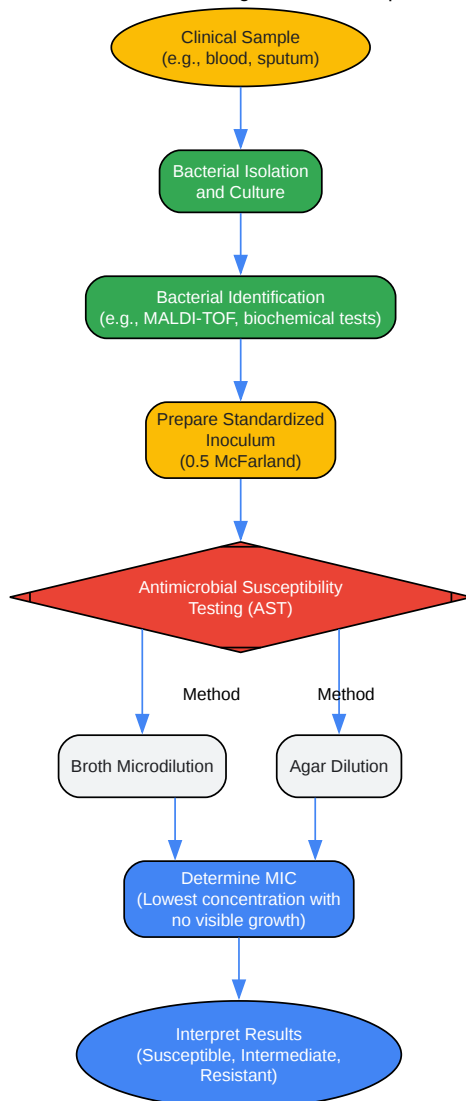 Clinical Sample
(e.g., blood, sputum)
Bacterial Isolation
and Culture
Bacterial Identification
(e.g., MALDI-TOF, biochemical tests)
Prepare Standardized
Inoculum
(0.5 McFarland)
Antimicrobial Susceptibility
Testing (AST)
Method
Method
Broth Microdilution
Agar Dilution
Determine MIC
(Lowest concentration with
no visible growth)
Interpret Results
(Susceptible, Intermediate,
Resistant)